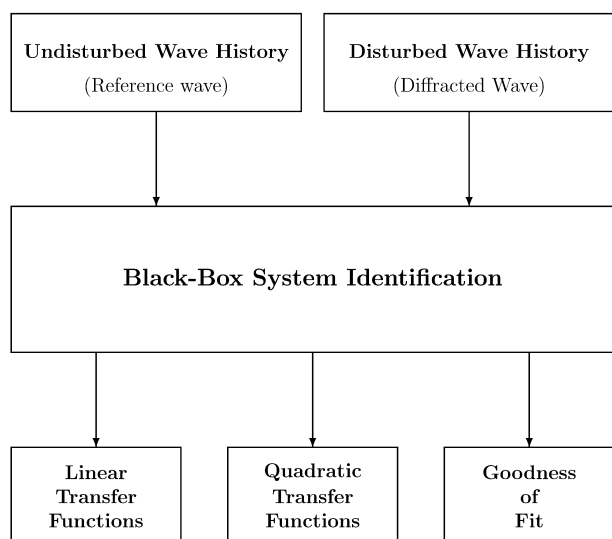 Undisturbed Wave History
(Reference wave)
Disturbed Wave History
(Diffracted Wave)
Black-Box System Identification
Linear
Transfer
Functions
Quadratic
Transfer
Functions
Goodness
of
Fit